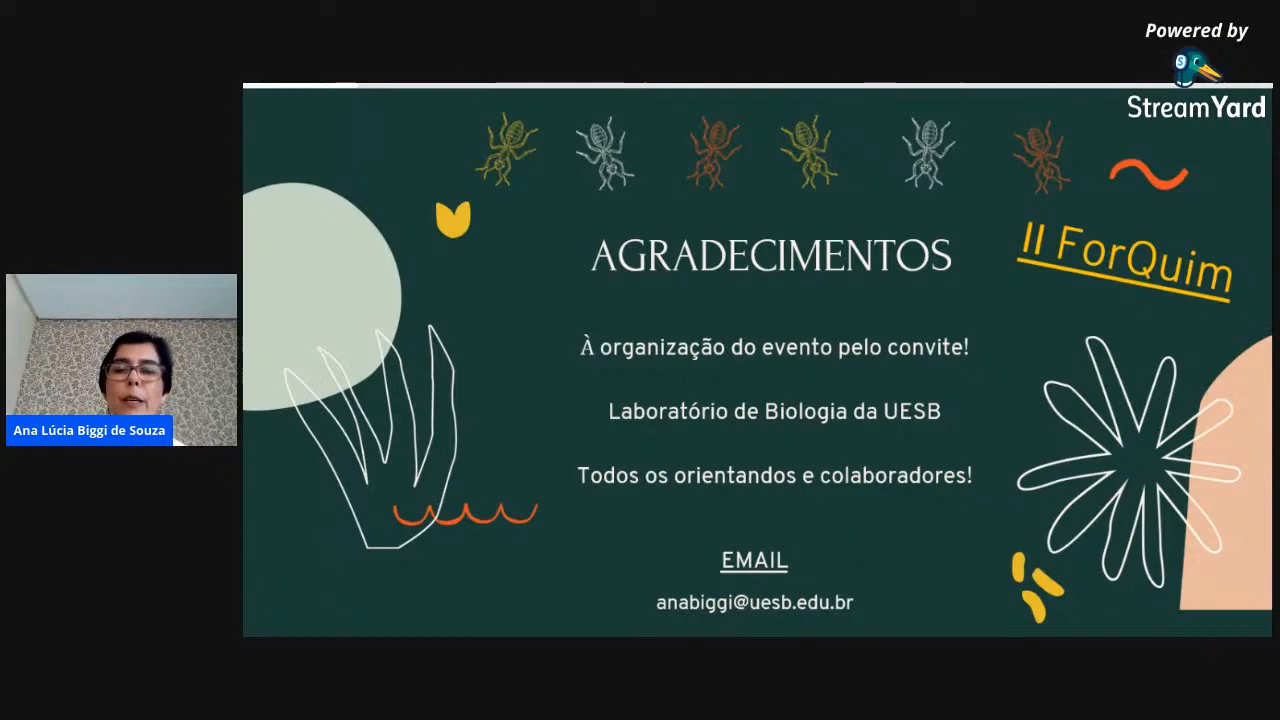 Powered by
StreamYard
II ForQuim
AGRADECIMENTOS
À organização do evento pelo convite!
Laboratório de Biologia da UESB
Todos os orientandos e colaboradores!
EMAIL
anabiggi@uesb.edu.br
Ana Lúcia Biggi de Souza